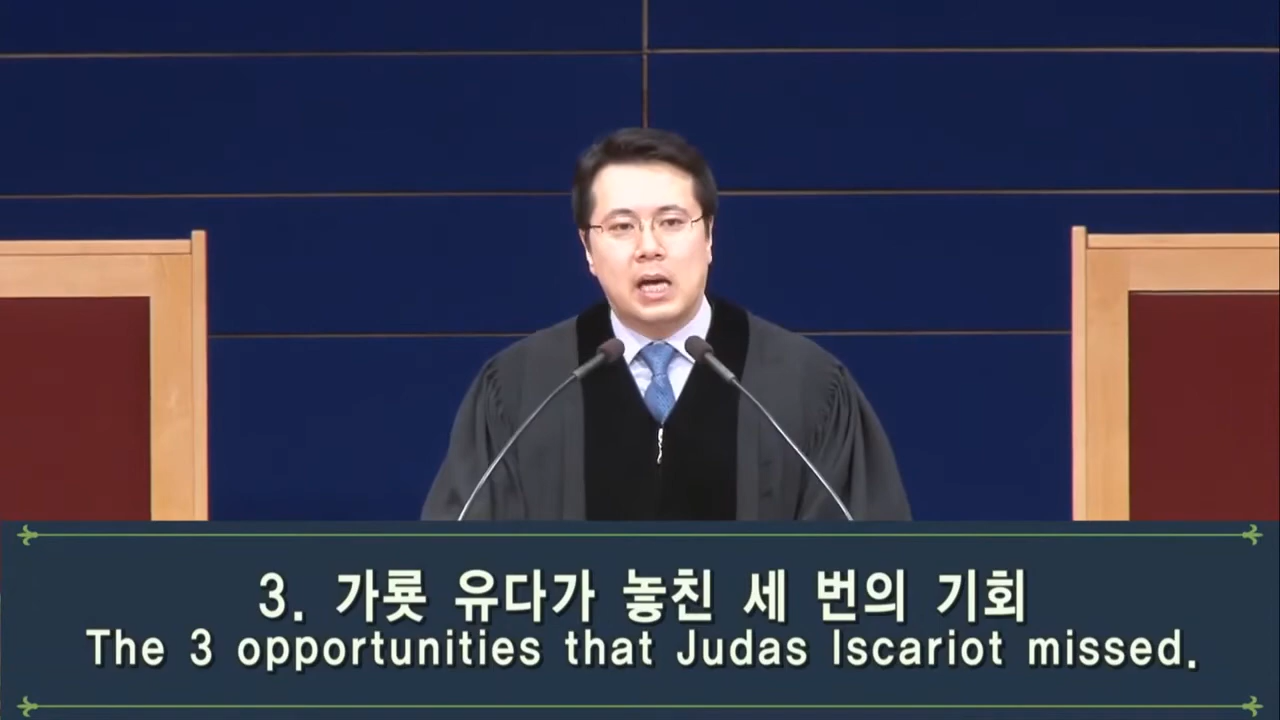 3. 가룟 유다가 놓친 세 번의 기회
The 3 opportunities that Judas Iscariot missed.